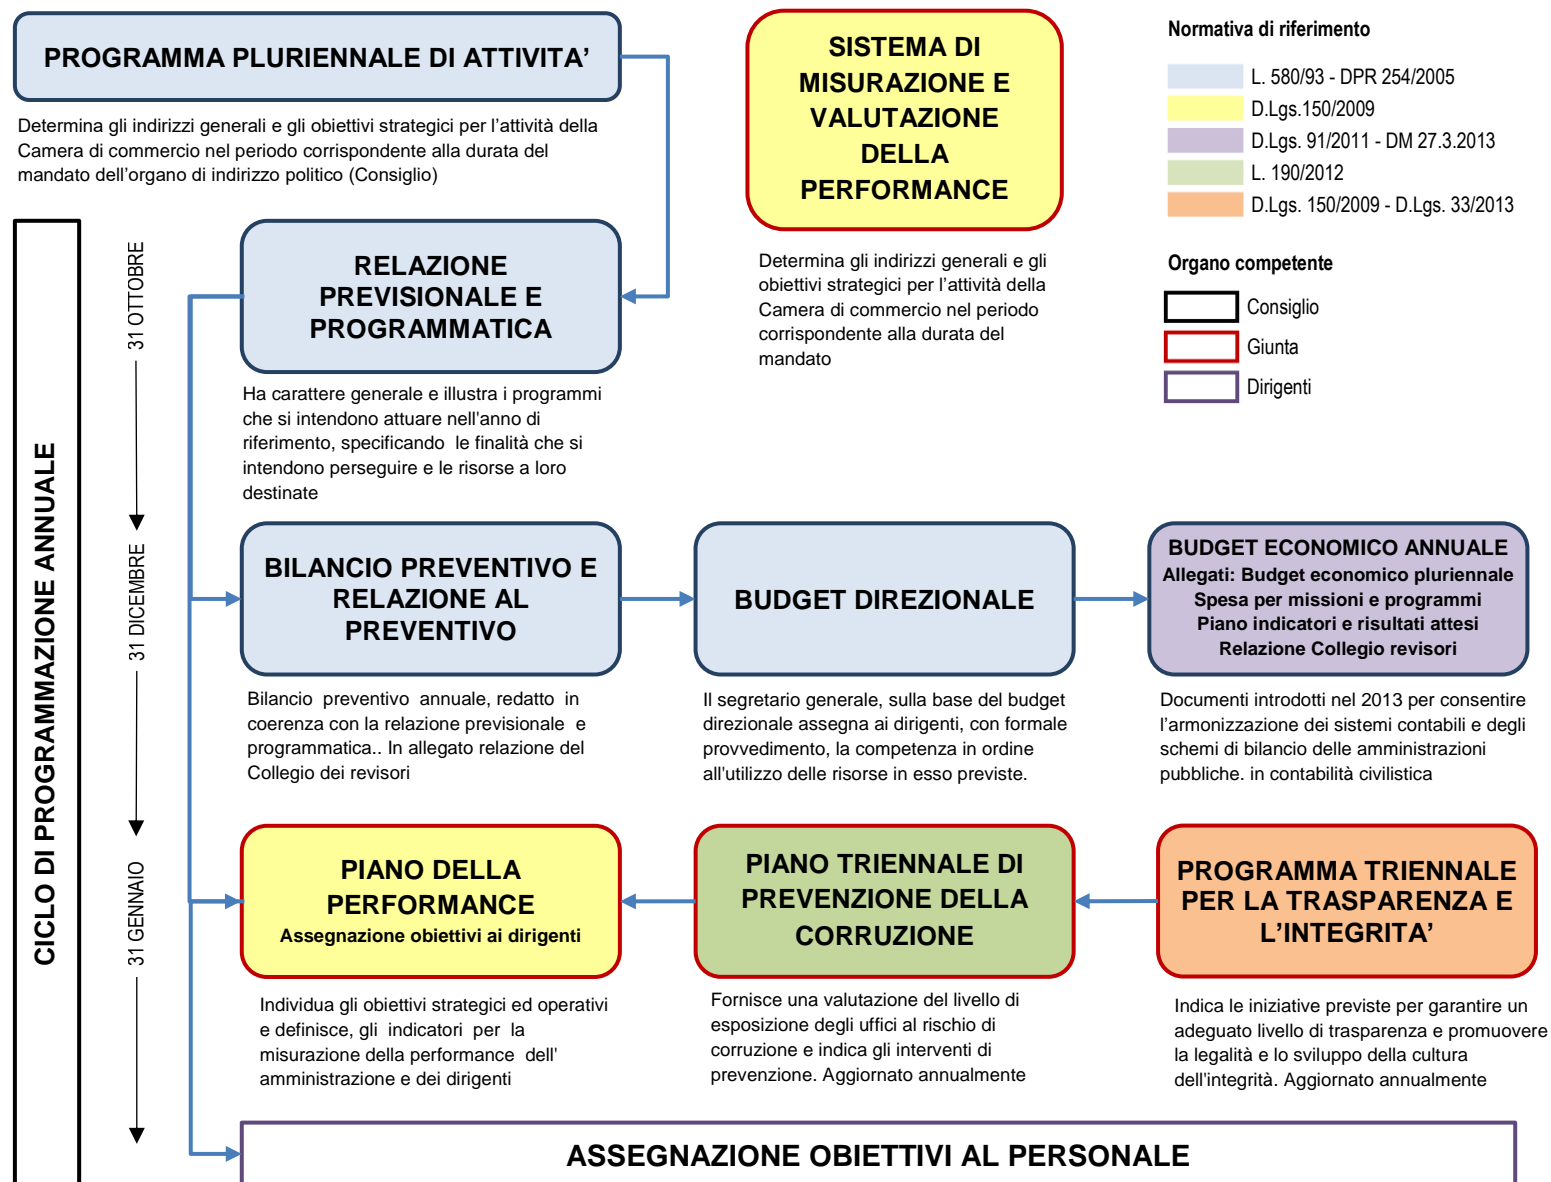 PROGRAMMA PLURIENNALE DI ATTIVITA’
Determina gli indirizzi generali e gli obiettivi strategici per l’attività della
Camera di commercio nel periodo corrispondente alla durata del
mandato dell’organo di indirizzo politico (Consiglio)
SISTEMA DI
MISURAZIONE E
VALUTAZIONE
DELLA
PERFORMANCE
Determina gli indirizzi generali e gli
obiettivi strategici per l’attività della
Camera di commercio nel periodo
corrispondente alla durata del
mandato
Normativa di riferimento
L. 580/93 - DPR 254/2005
D.Lgs.150/2009
D.Lgs. 91/2011 - DM 27.3.2013
L. 190/2012
D.Lgs. 150/2009 - D.Lgs. 33/2013
Organo competente
Consiglio
Giunta
Dirigenti
CICLO DI PROGRAMMAZIONE ANNUALE
31 OTTOBRE
RELAZIONE
PREVISIONALE E
PROGRAMMATICA
Ha carattere generale e illustra i programmi
che si intendono attuare nell'anno di
riferimento, specificando le finalità che si
intendono perseguire e le risorse a loro
destinate
31 DICEMBRE
BILANCIO PREVENTIVO E
RELAZIONE AL
PREVENTIVO
Bilancio preventivo annuale, redatto in
coerenza con la relazione previsionale e
programmatica.. In allegato relazione del
Collegio dei revisori
BUDGET DIREZIONALE
Il segretario generale, sulla base del budget
direzionale assegna ai dirigenti, con formale
provvedimento, la competenza in ordine
all'utilizzo delle risorse in esso previste.
BUDGET ECONOMICO ANNUALE
Allegati: Budget economico pluriennale
Spesa per missioni e programmi
Piano indicatori e risultati attesi
Relazione Collegio revisori
Documenti introdotti nel 2013 per consentire
l’armonizzazione dei sistemi contabili e degli
schemi di bilancio delle amministrazioni
pubbliche. in contabilità civilistica
31 GENNAIO
PIANO DELLA
PERFORMANCE
Assegnazione obiettivi ai dirigenti
Individua gli obiettivi strategici ed operativi
e definisce, gli indicatori per la
misurazione della performance dell'
amministrazione e dei dirigenti
PIANO TRIENNALE DI
PREVENZIONE DELLA
CORRUZIONE
Fornisce una valutazione del livello di
esposizione degli uffici al rischio di
corruzione e indica gli interventi di
prevenzione. Aggiornato annualmente
PROGRAMMA TRIENNALE
PER LA TRASPARENZA E
L’INTEGRITA’
Indica le iniziative previste per garantire un
adeguato livello di trasparenza e promuovere
la legalità e lo sviluppo della cultura
dell’integrità. Aggiornato annualmente
ASSEGNAZIONE OBIETTIVI AL PERSONALE